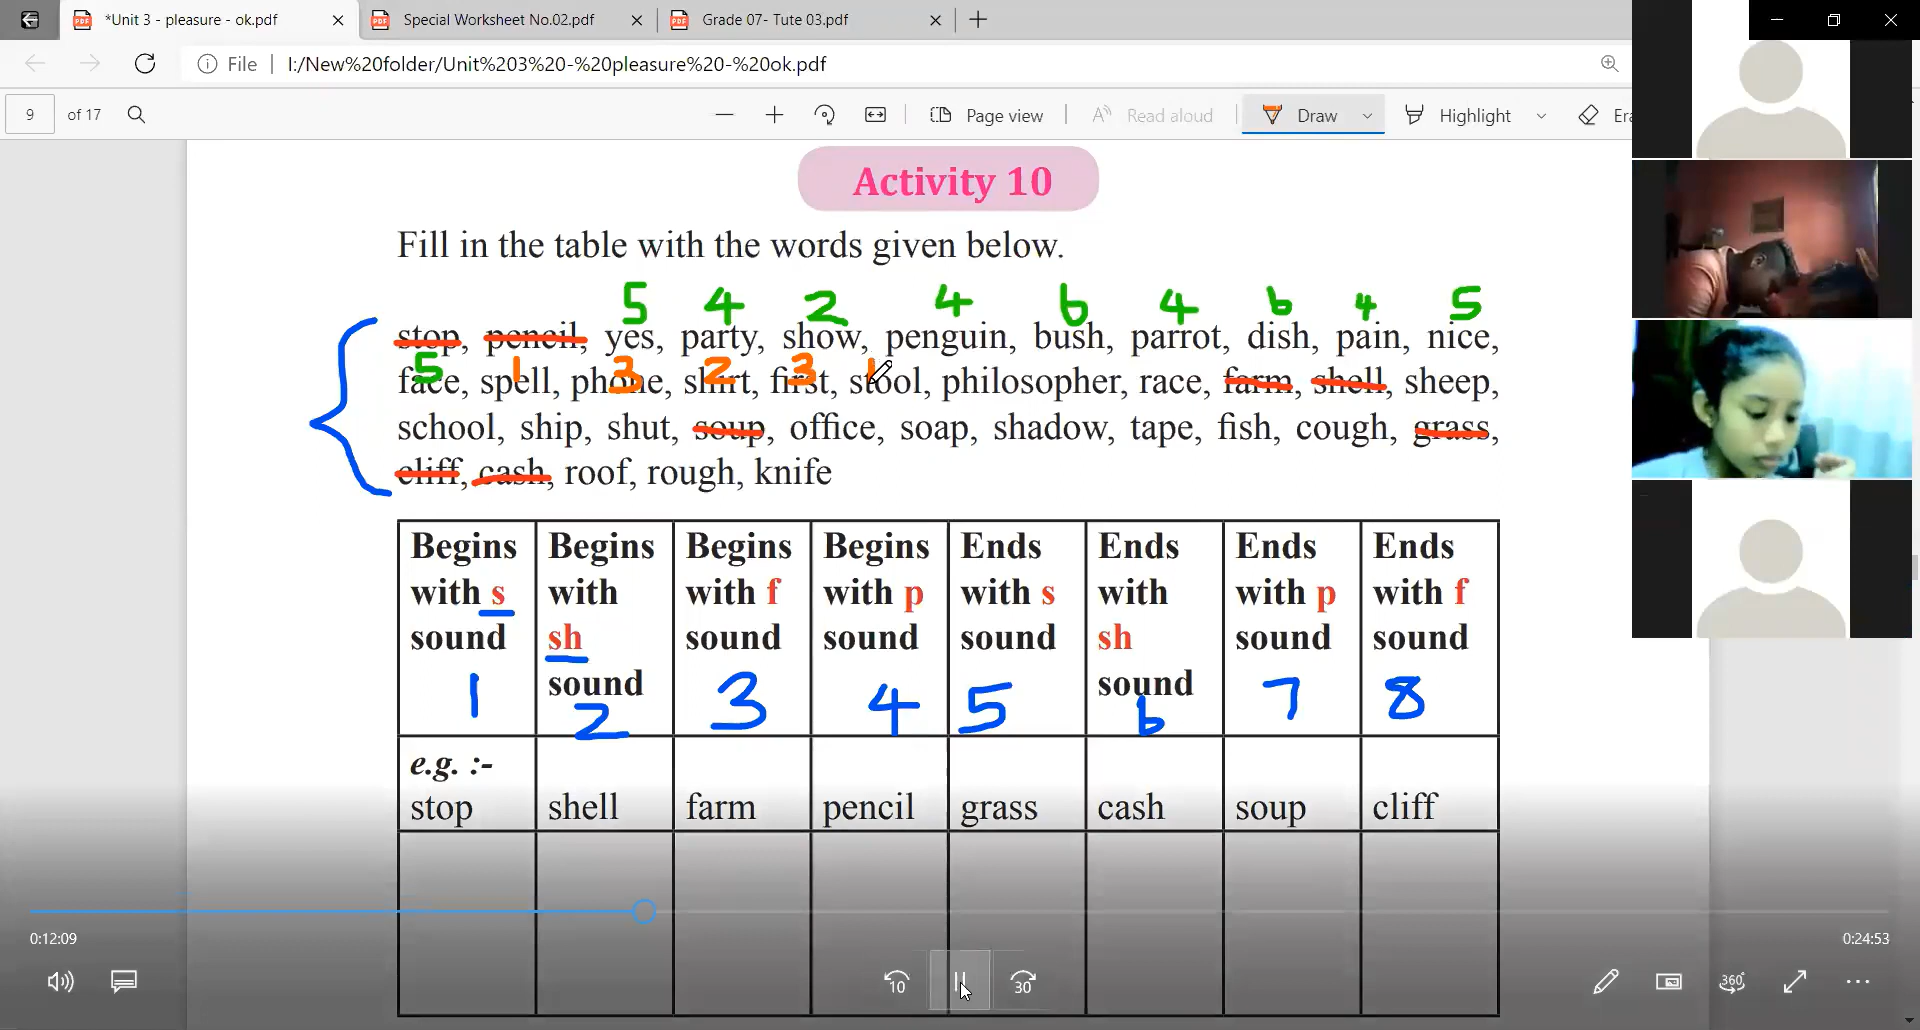 *Unit 3 - pleasure - ok.pdf
Special Worksheet No.02.pdf
Grade 07- Tute 03.pdf
File
I:/New%20folder/Unit%203%20-%20pleasure%20-%20ok.pdf
9 of 17
Page view
Read aloud
Draw
Highlight
Era
Activity 10
Fill in the table with the words given below.
5 4 2 4 6 4 6 4 5
stop, pencil, yes, party, show, penguin, bush, parrot, dish, pain, nice,
5 1 3 2 3 1
face, spell, phone, shirt, first, stool, philosopher, race, farm, shell, sheep,
school, ship, shut, soup, office, soap, shadow, tape, fish, cough, grass,
cliff, cash, roof, rough, knife
Begins with s sound
Begins with sh sound
Begins with f sound
Begins with p sound
Ends with s sound
Ends with sh sound
Ends with p sound
Ends with f sound
1 2 3 4 5 6 7 8
e.g. :-
stop shell farm pencil grass cash soup cliff
0:12:09
0:24:53
10
30
360